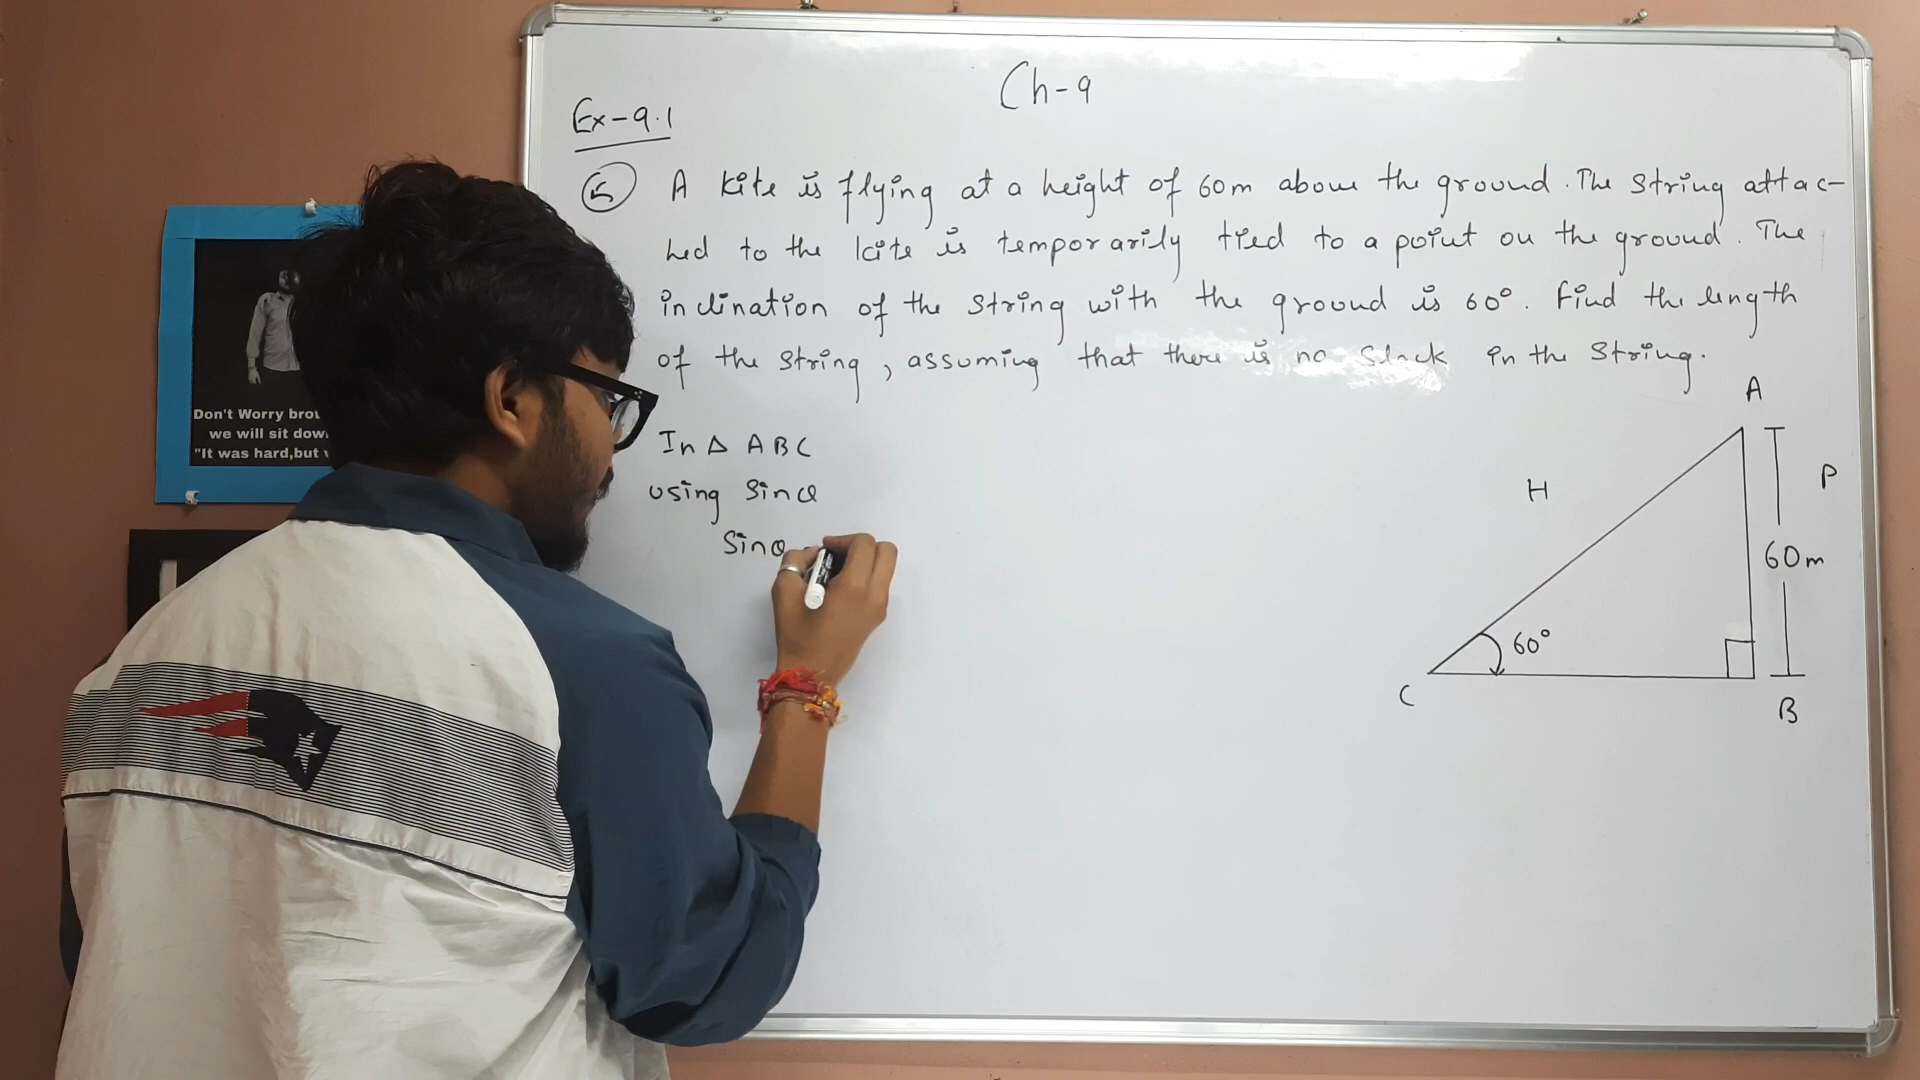 Ch-9
Ex-9.1
5 A kite is flying at a height of 60m above the ground. The string attac-
hed to the kite is temporarily tied to a point on the ground. The
inclination of the string with the ground is 60°. Find the length
of the string, assuming that there is no slack in the string.
In Δ ABC
using Sinθ
Sinθ
A
H
P
60m
60°
C
B
Don't Worry
we will sit
"It was hard,but